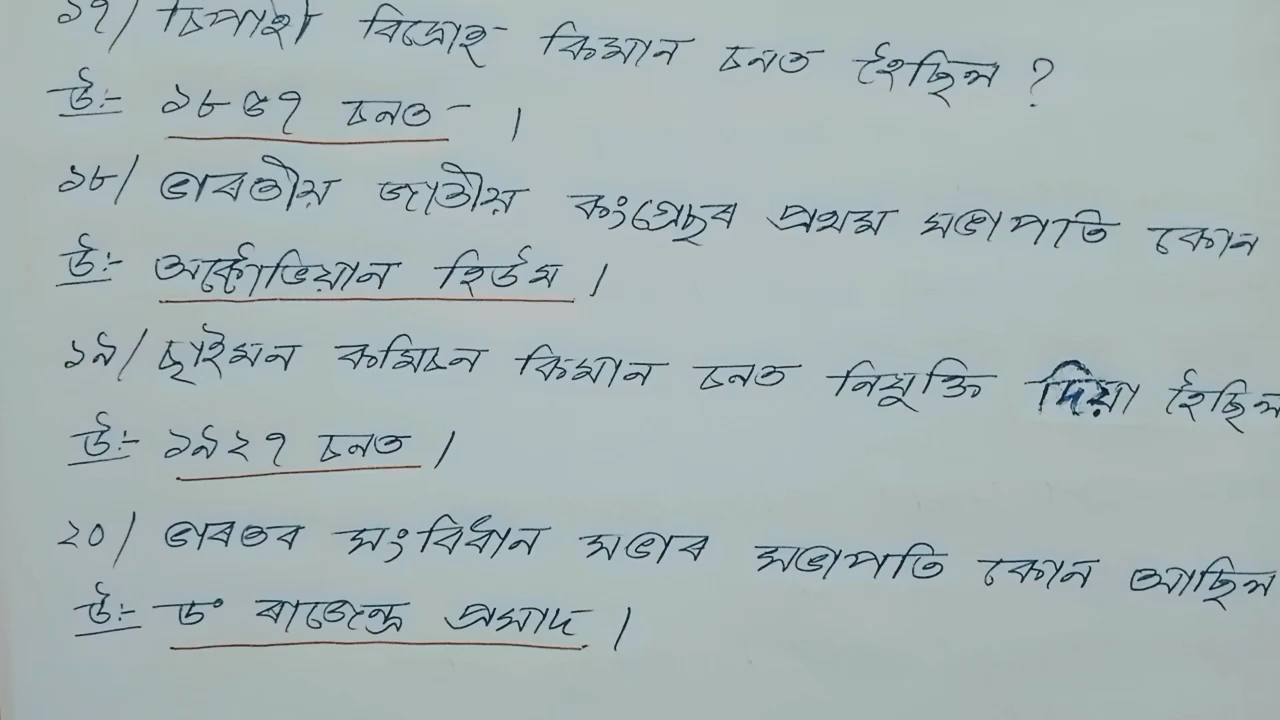 ১৭/ চিপাহী বিদ্ৰোহ কিমান চনত হৈছিল ?
উঃ- ১৮৫৭ চনত ।
১৮/ ভাৰতীয় জাতীয় কংগ্ৰেছৰ প্ৰথম সভাপতি কোন
উঃ- অক্টোভিয়ান হিউম ।
১৯/ ছাইমন কমিচন কিমান চনত নিযুক্তি দিয়া হৈছিল
উঃ- ১৯২৭ চনত ।
২০/ ভাৰতৰ সংবিধান সভাৰ সভাপতি কোন আছিল
উঃ- ড° ৰাজেন্দ্ৰ প্ৰসাদ ।